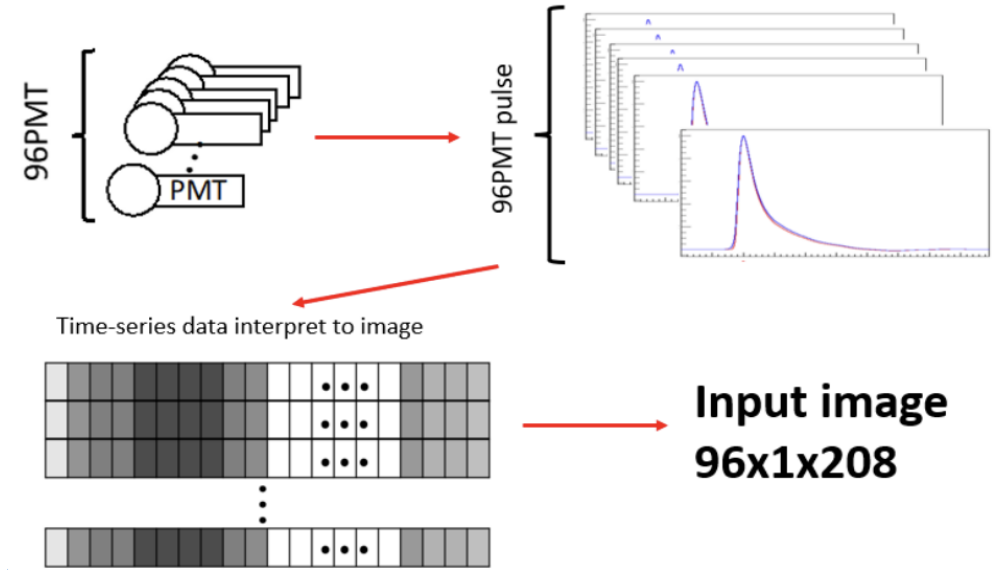 96PMT
PMT
96PMT pulse
Time-series data interpret to image
Input image
96x1x208